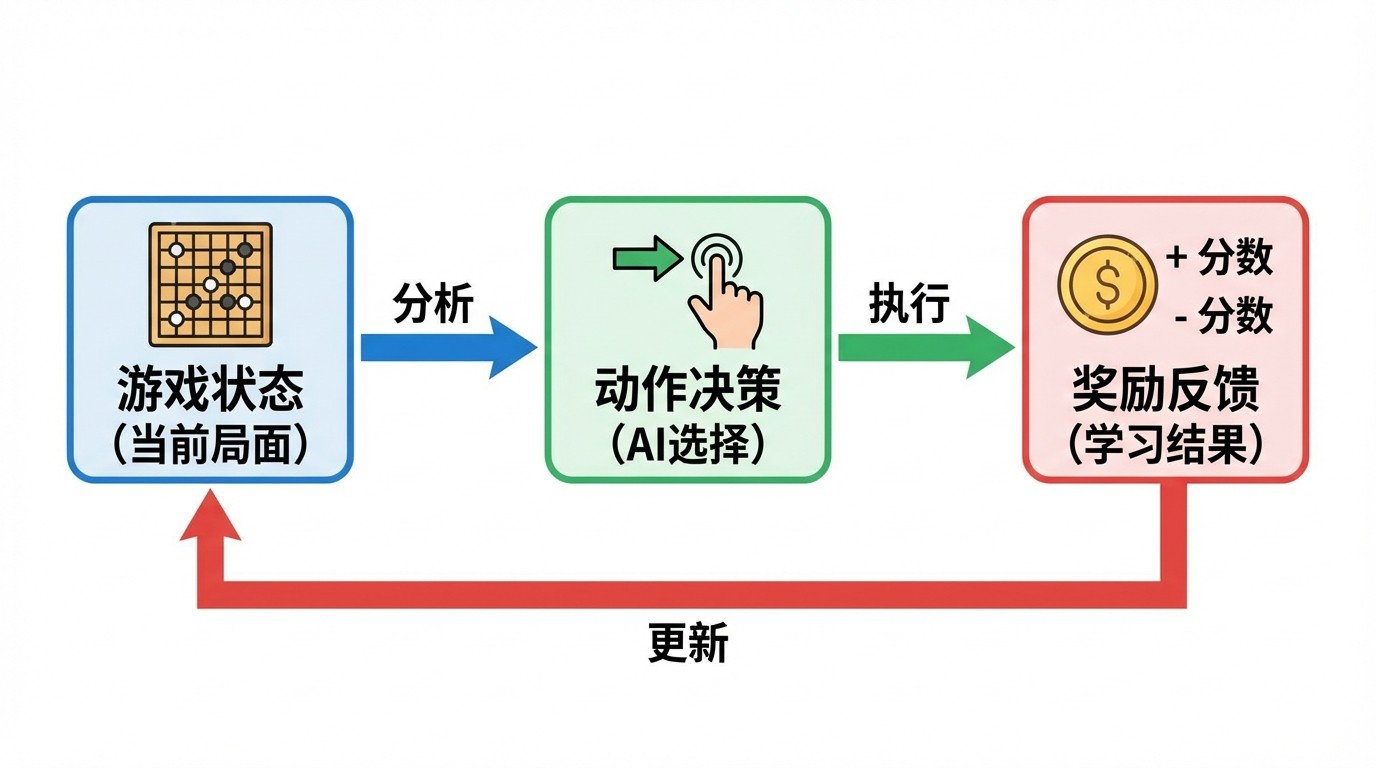 游戏状态
（当前局面）
分析
动作决策
（AI选择）
执行
$
+ 分数
- 分数
奖励反馈
（学习结果）
更新